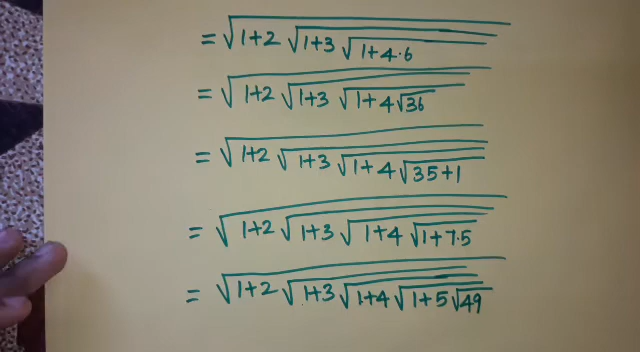 = √1+2 √1+3 √1+4·6
= √1+2 √1+3 √1+4√36
= √1+2 √1+3 √1+4 √35+1
= √1+2 √1+3 √1+4 √1+7·5
= √1+2 √1+3 √1+4 √1+5√49